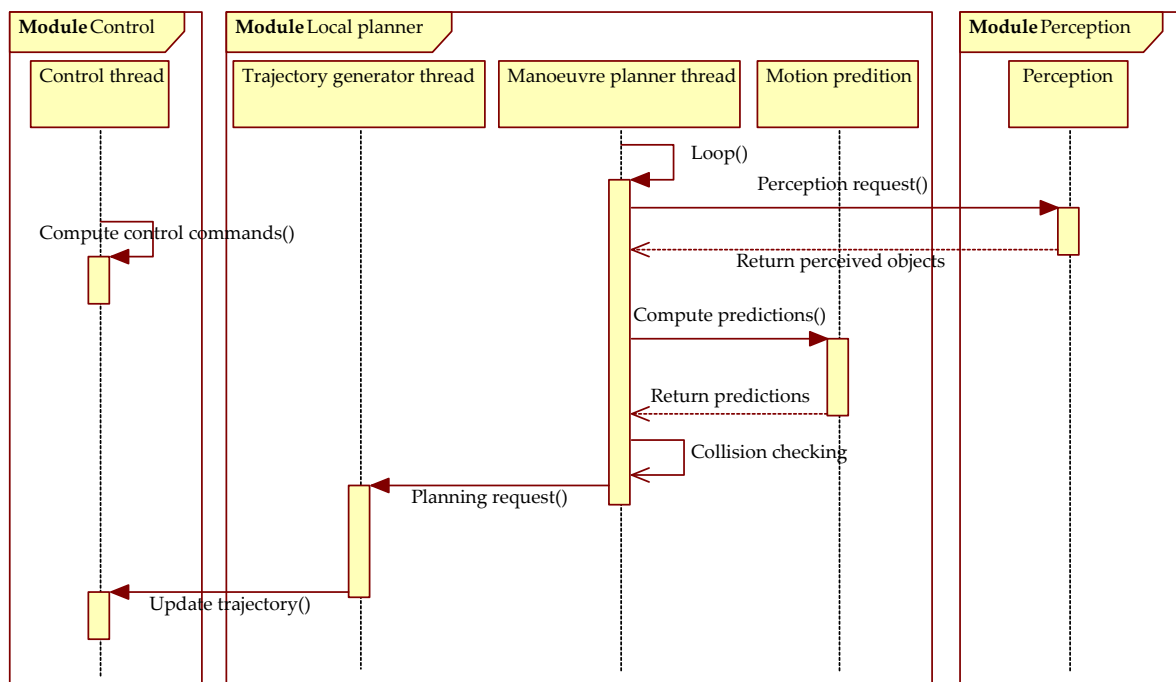 Module Control
Module Local planner
Module Perception
Control thread
Trajectory generator thread
Manoeuvre planner thread
Motion predition
Perception
Loop()
Perception request()
Compute control commands()
Return perceived objects
Compute predictions()
Return predictions
Collision checking
Planning request()
Update trajectory()